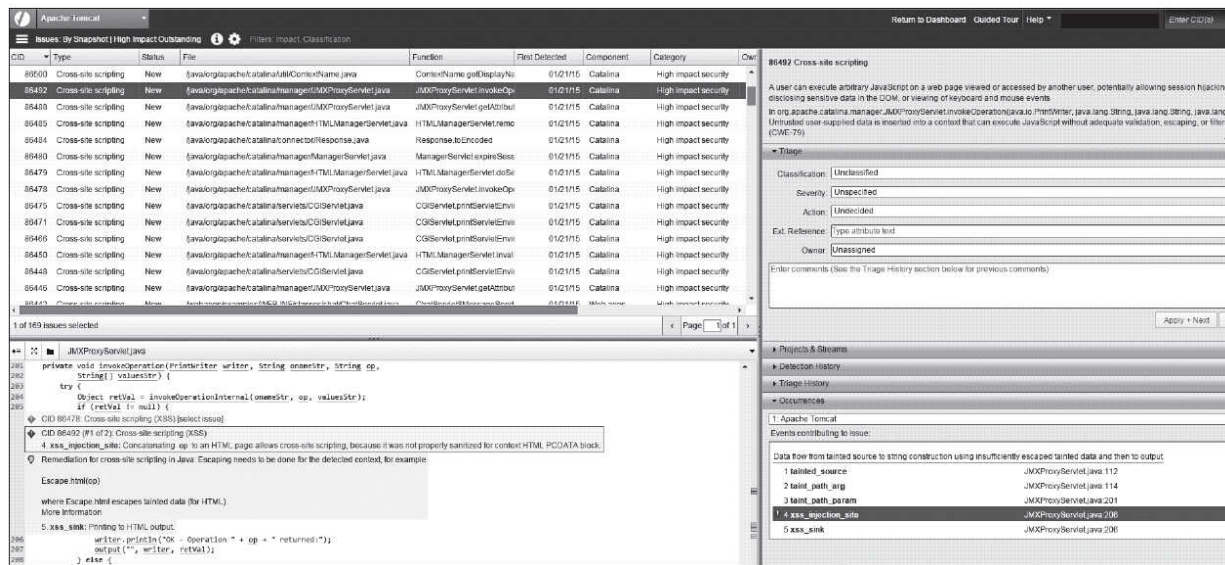 Apache Tomcat
Return to Dashboard Guided Tour Help
Enter CID(s)
Issues: By Snapshot | High Impact Outstanding
Filters: Impact, Classification
CID Type Status File Function First Detected Component Category Owr
86500 Cross-site scripting New /java/org/apache/catalina/util/ContextName.java ContextName.getDisplayNa 01/21/15 Catalina High impact security
86492 Cross-site scripting New /java/org/apache/catalina/manager/JMXProxyServlet.java JMXProxyServlet.invokeOpe 01/21/15 Catalina High impact security
86488 Cross-site scripting New /java/org/apache/catalina/manager/JMXProxyServlet.java JMXProxyServlet.getAttribut 01/21/15 Catalina High impact security
86485 Cross-site scripting New /java/org/apache/catalina/manager/HTMLManagerServlet.java HTMLManagerServlet.remo 01/21/15 Catalina High impact security
86484 Cross-site scripting New /java/org/apache/catalina/connector/Response.java Response.toEncoded 01/21/15 Catalina High impact security
86480 Cross-site scripting New /java/org/apache/catalina/manager/ManagerServlet.java ManagerServlet.expireSess 01/21/15 Catalina High impact security
86479 Cross-site scripting New /java/org/apache/catalina/manager/HTMLManagerServlet.java HTMLManagerServlet.doSe 01/21/15 Catalina High impact security
86478 Cross-site scripting New /java/org/apache/catalina/manager/JMXProxyServlet.java JMXProxyServlet.invokeOpe 01/21/15 Catalina High impact security
86475 Cross-site scripting New /java/org/apache/catalina/servlets/CGIServlet.java CGIServlet.printServletEnvi 01/21/15 Catalina High impact security
86471 Cross-site scripting New /java/org/apache/catalina/servlets/CGIServlet.java CGIServlet.printServletEnvi 01/21/15 Catalina High impact security
86466 Cross-site scripting New /java/org/apache/catalina/servlets/CGIServlet.java CGIServlet.printServletEnvi 01/21/15 Catalina High impact security
86450 Cross-site scripting New /java/org/apache/catalina/manager/HTMLManagerServlet.java HTMLManagerServlet.inval 01/21/15 Catalina High impact security
86448 Cross-site scripting New /java/org/apache/catalina/servlets/CGIServlet.java CGIServlet.printServletEnvi 01/21/15 Catalina High impact security
86446 Cross-site scripting New /java/org/apache/catalina/manager/JMXProxyServlet.java JMXProxyServlet.getAttribut 01/21/15 Catalina High impact security
1 of 169 issues selected
Page 1 of 1
JMXProxyServlet.java
201 private void invokeOperation(PrintWriter writer, String onameStr, String op,
202 String[] valuesStr) {
203 try {
204 Object retVal = invokeOperationInternal(onameStr, op, valuesStr);
205 if (retVal != null) {
CID 86478: Cross-site scripting (XSS) [select issue]
CID 86492 (#1 of 2): Cross-site scripting (XSS)
4. xss_injection_site: Concatenating op to an HTML page allows cross-site scripting, because it was not properly sanitized for context HTML PCDATA block.
Remediation for cross-site scripting in Java: Escaping needs to be done for the detected context, for example
Escape.html(op)
where Escape.html escapes tainted data (for HTML).
More Information
5. xss_sink: Printing to HTML output.
206 writer.println("OK - Operation " + op + " returned:");
207 output("", writer, retVal);
208 } else {
86492 Cross-site scripting
A user can execute arbitrary JavaScript on a web page viewed or accessed by another user, potentially allowing session hijacking
disclosing sensitive data in the DOM, or viewing of keyboard and mouse events
In org.apache.catalina.manager.JMXProxyServlet.invokeOperation(java.io.PrintWriter, java.lang.String, java.lang.String, java.lang
Untrusted user-supplied data is inserted into a context that can execute JavaScript without adequate validation, escaping, or filter
(CWE-79)
Triage
Classification: Unclassified
Severity: Unspecified
Action: Undecided
Ext. Reference: Type attribute text
Owner: Unassigned
Enter comments (See the Triage History section below for previous comments)
Apply + Next
Projects & Streams
Detection History
Triage History
Occurrences
1: Apache Tomcat
Events contributing to issue:
Data flow from tainted source to string construction using insufficiently escaped tainted data and then to output
1 tainted_source JMXProxyServlet.java:112
2 taint_path_arg JMXProxyServlet.java:114
3 taint_path_param JMXProxyServlet.java:201
4 xss_injection_site JMXProxyServlet.java:206
5 xss_sink JMXProxyServlet.java:206